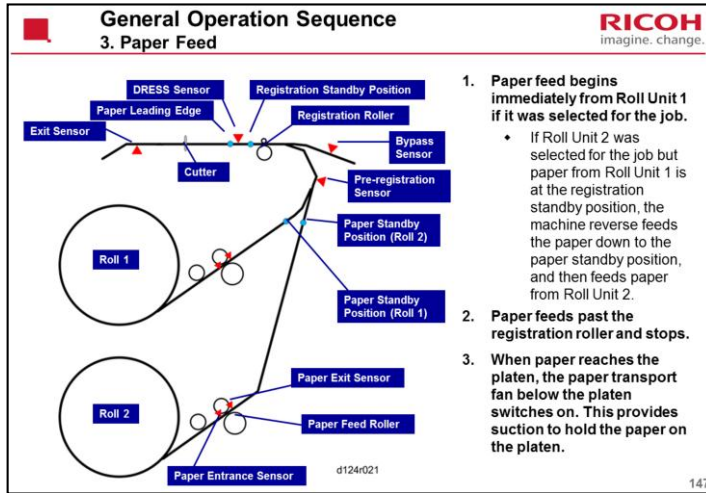 General Operation Sequence
3. Paper Feed
RICOH
imagine. change.
DRESS Sensor
Registration Standby Position
Paper Leading Edge
Registration Roller
Exit Sensor
Bypass
Sensor
Cutter
Pre-registration
Sensor
Paper Standby
Position (Roll 2)
Roll 1
Paper Standby
Position (Roll 1)
Paper Exit Sensor
Roll 2
Paper Feed Roller
Paper Entrance Sensor
d124r021
1. Paper feed begins
immediately from Roll Unit 1
if it was selected for the job.
◆ If Roll Unit 2 was
selected for the job but
paper from Roll Unit 1 is
at the registration
standby position, the
machine reverse feeds
the paper down to the
paper standby position,
and then feeds paper
from Roll Unit 2.
2. Paper feeds past the
registration roller and stops.
3. When paper reaches the
platen, the paper transport
fan below the platen
switches on. This provides
suction to hold the paper on
the platen.
147